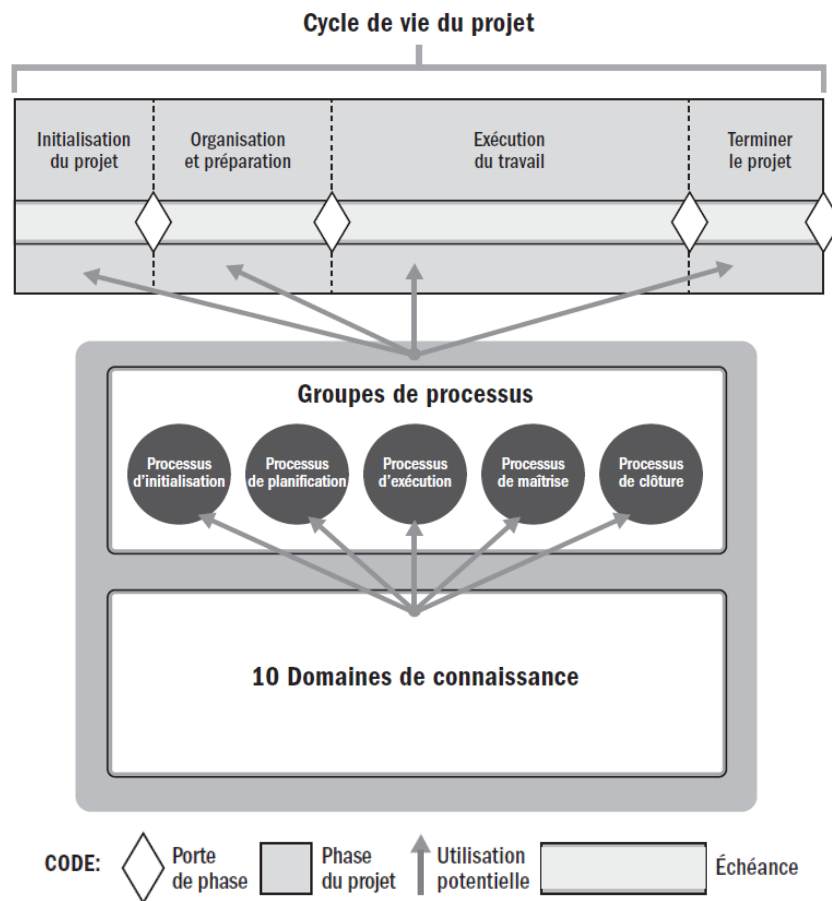 Cycle de vie du projet
Initialisation
du projet
Organisation
et préparation
Exécution
du travail
Terminer
le projet
Groupes de processus
Processus
d'initialisation
Processus
de planification
Processus
d'exécution
Processus
de maîtrise
Processus
de clôture
10 Domaines de connaissance
CODE:
Porte
de phase
Phase
du projet
Utilisation
potentielle
Échéance